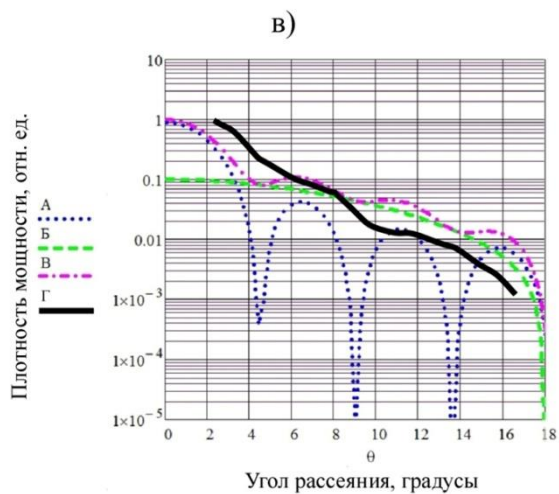 в)
Плотность мощности, отн. ед.
А
Б
В
Г
10
1
0.1
0.01
1×10⁻³
1×10⁻⁴
1×10⁻⁵
0 2 4 6 8 10 12 14 16 18
θ
Угол рассеяния, градусы